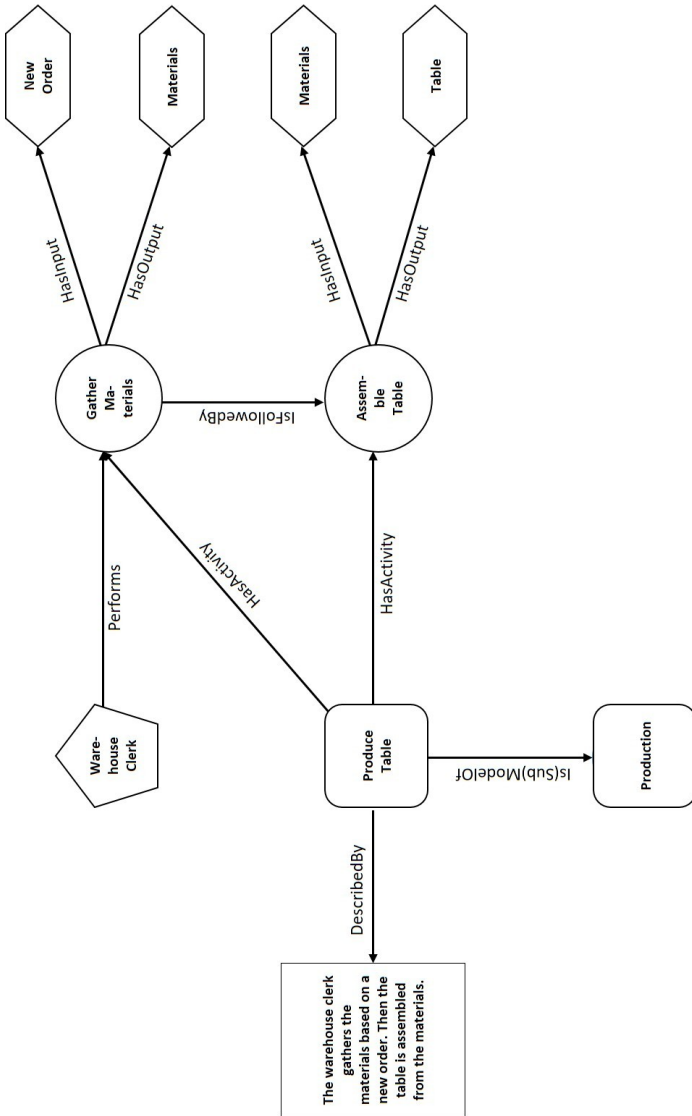 New
Order
Materials
Materials
Table
HasInput
HasOutput
HasInput
HasOutput
Gather
Ma-
terials
IsFollowedBy
Assem-
ble
Table
Performs
HasActivity
HasActivity
Ware-
house
Clerk
Produce
Table
Is(Sub)ModelOf
Production
DescribedBy
The warehouse clerk
gathers the
materials based on a
new order. Then the
table is assembled
from the materials.